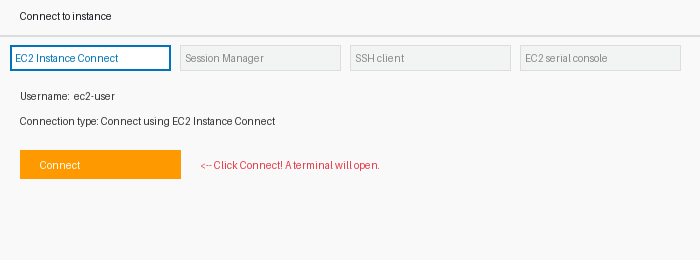 Connect to instance
EC2 Instance Connect
Session Manager
SSH client
EC2 serial console
Username: ec2-user
Connection type: Connect using EC2 Instance Connect
Connect
<-- Click Connect! A terminal will open.